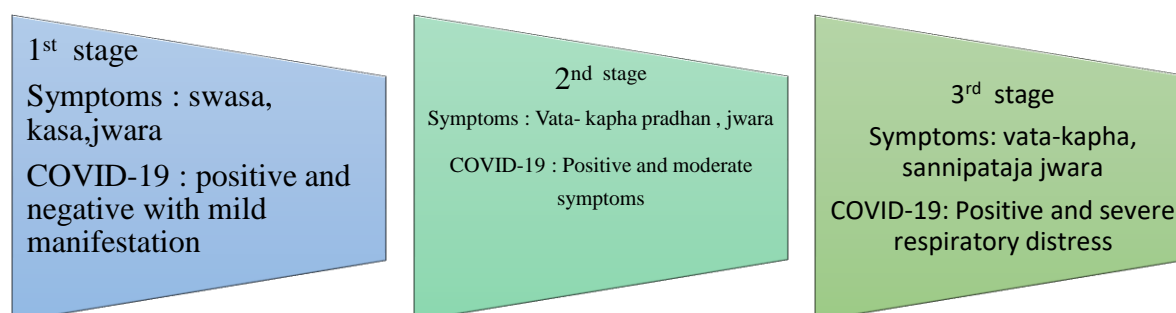 1st stage
Symptoms : swasa,
kasa,jwara
COVID-19 : positive and
negative with mild
manifestation
2nd stage
Symptoms : Vata- kapha pradhan , jwara
COVID-19 : Positive and moderate
symptoms
3rd stage
Symptoms: vata-kapha,
sannipataja jwara
COVID-19: Positive and severe
respiratory distress